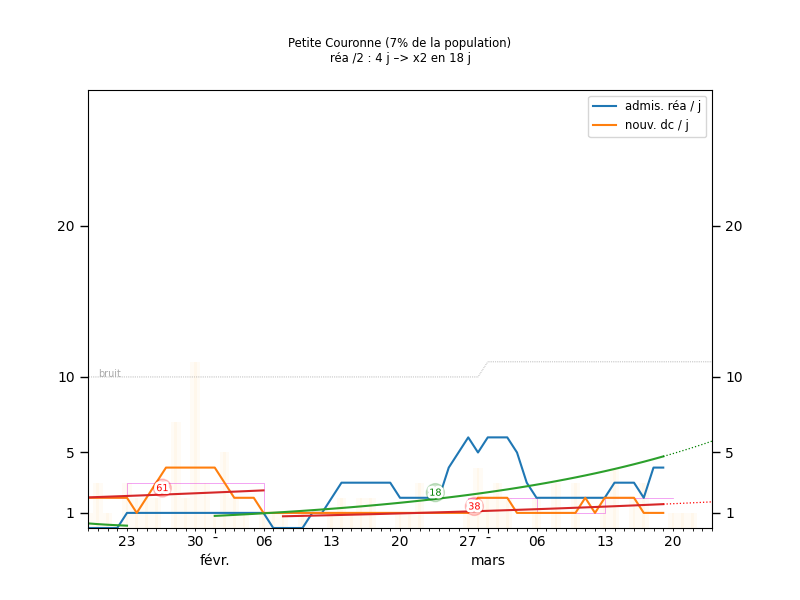 Petite Couronne (7% de la population)
réa /2 : 4 j –> x2 en 18 j
admis. réa / j
nouv. dc / j
20 20
bruit
10 10
5 5
61
18
38
1 1
23 30 - 06 13 20 27 - 06 13 20
févr. mars